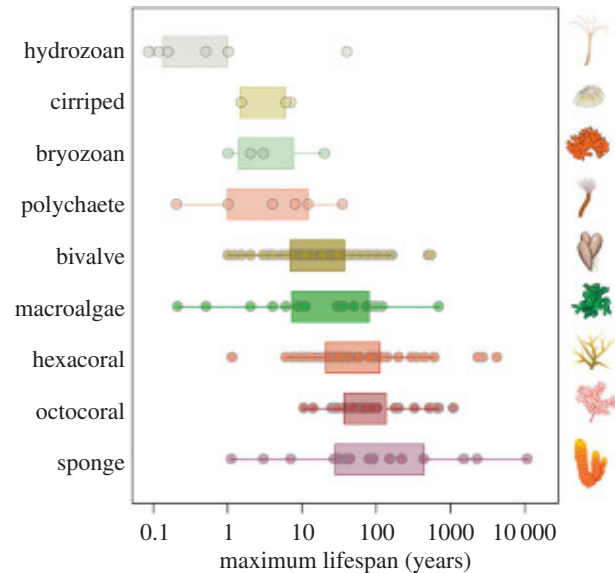 hydrozoan
cirriped
bryozoan
polychaete
bivalve
macroalgae
hexacoral
octocoral
sponge
0.1 1 10 100 1000 10 000
maximum lifespan (years)